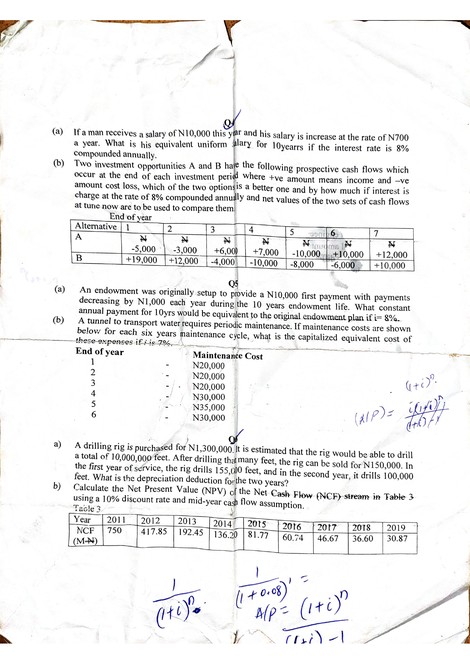 Q4
(a) If a man receives a salary of N10,000 this year and his salary is increase at the rate of N700
a year. What is his equivalent uniform salary for 10yearrs if the interest rate is 8%
compounded annually.
(b) Two investment opportunities A and B have the following prospective cash flows which
occur at the end of each investment period where +ve amount means income and –ve
amount cost loss, which of the two options is a better one and by how much if interest is
charge at the rate of 8% compounded annually and net values of the two sets of cash flows
at tune now are to be used to compare them
End of year
Alternative 1 2 3 4 5 6 7
A N N N N N N N
-5,000 -3,000 +6,000 +7,000 -10,000 +10,000 +12,000
B +19,000 +12,000 -4,000 -10,000 -8,000 -6,000 +10,000
Q5
(a) An endowment was originally setup to provide a N10,000 first payment with payments
decreasing by N1,000 each year during the 10 years endowment life. What constant
annual payment for 10yrs would be equivalent to the original endowment plan if i= 8%.
(b) A tunnel to transport water requires periodic maintenance. If maintenance costs are shown
below for each six years maintenance cycle, what is the capitalized equivalent cost of
these expenses if i is 7%.
End of year Maintenance Cost
1 - N20,000
2 - N20,000
3 - N20,000
4 - N30,000
5 - N35,000
6 - N30,000
(1+i)n.
(A/P) =
a) A drilling rig is purchased for N1,300,000. It is estimated that the rig would be able to drill
a total of 10,000,000 feet. After drilling that many feet, the rig can be sold for N150,000. In
the first year of service, the rig drills 155,000 feet, and in the second year, it drills 100,000
feet. What is the depreciation deduction for the two years?
b) Calculate the Net Present Value (NPV) of the Net Cash Flow (NCF) stream in Table 3
using a 10% discount rate and mid-year cash flow assumption.
Table 3
Year 2011 2012 2013 2014 2015 2016 2017 2018 2019
NCF 750 417.85 192.45 136.20 81.77 60.74 46.67 36.60 30.87
(M-N)
1 1
(1+i)n. (1+0.08)1 =
A/P = (1+i)n
(1+i) -1